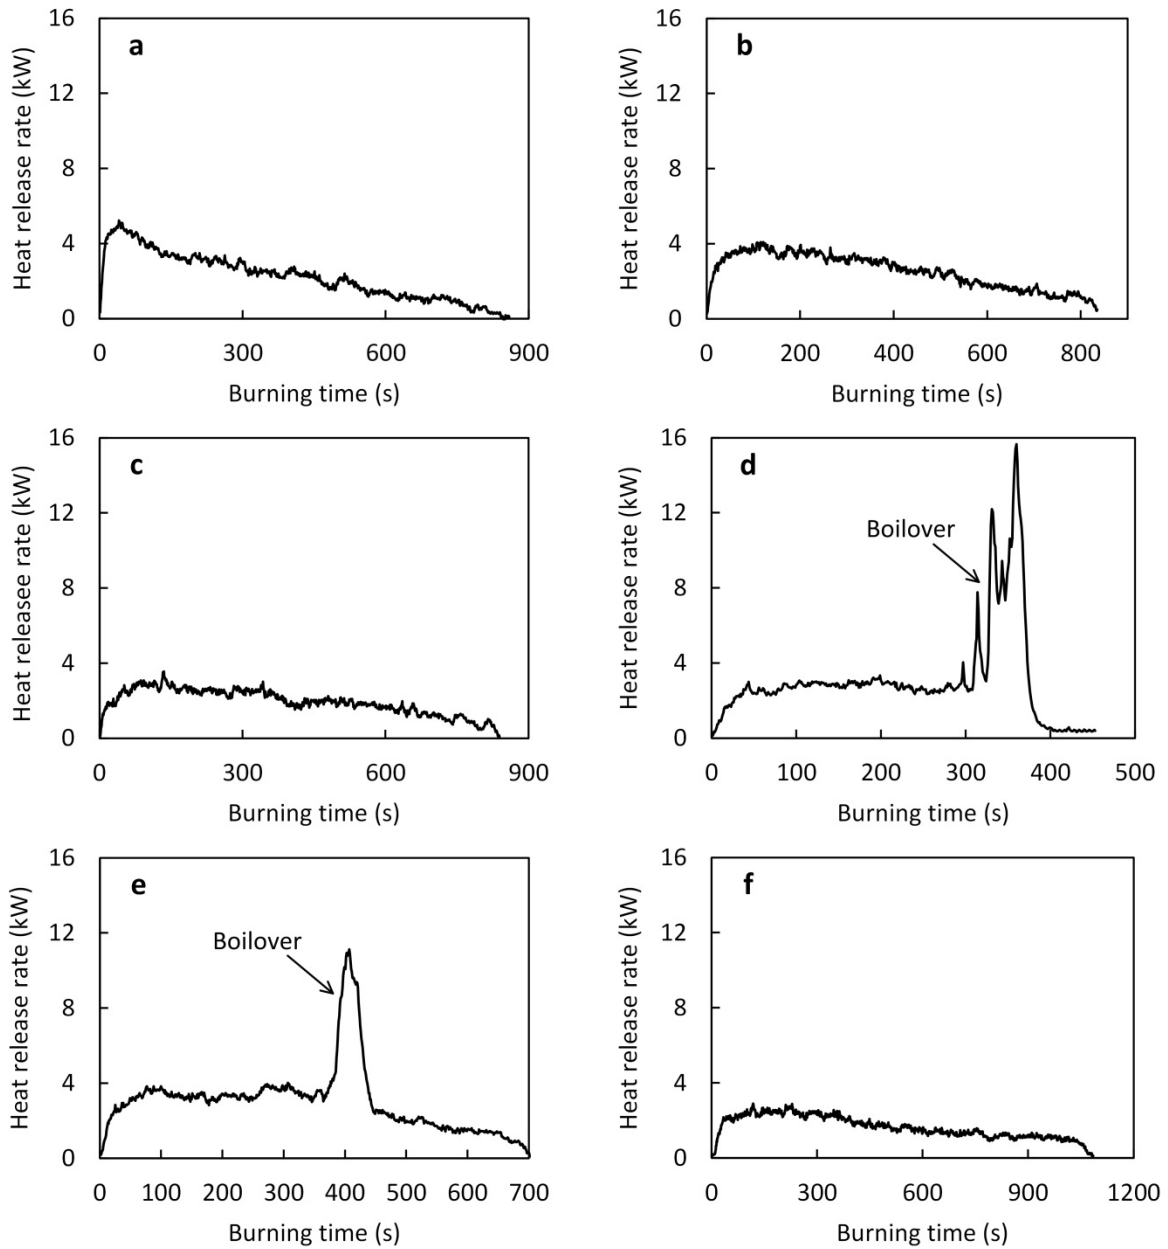 a
Heat release rate (kW)
16
12
8
4
0
0 300 600 900
Burning time (s)
b
Heat release rate (kW)
16
12
8
4
0
0 200 400 600 800
Burning time (s)
c
Heat releasee rate (kW)
16
12
8
4
0
0 300 600 900
Burning time (s)
d
Heat release rate (kW)
16
12
8
4
0
Boilover
0 100 200 300 400 500
Burning time (s)
e
Heat release rate (kW)
16
12
8
4
0
Boilover
0 100 200 300 400 500 600 700
Burning time (s)
f
Heat release rate (kW)
16
12
8
4
0
0 300 600 900 1200
Burning time (s)